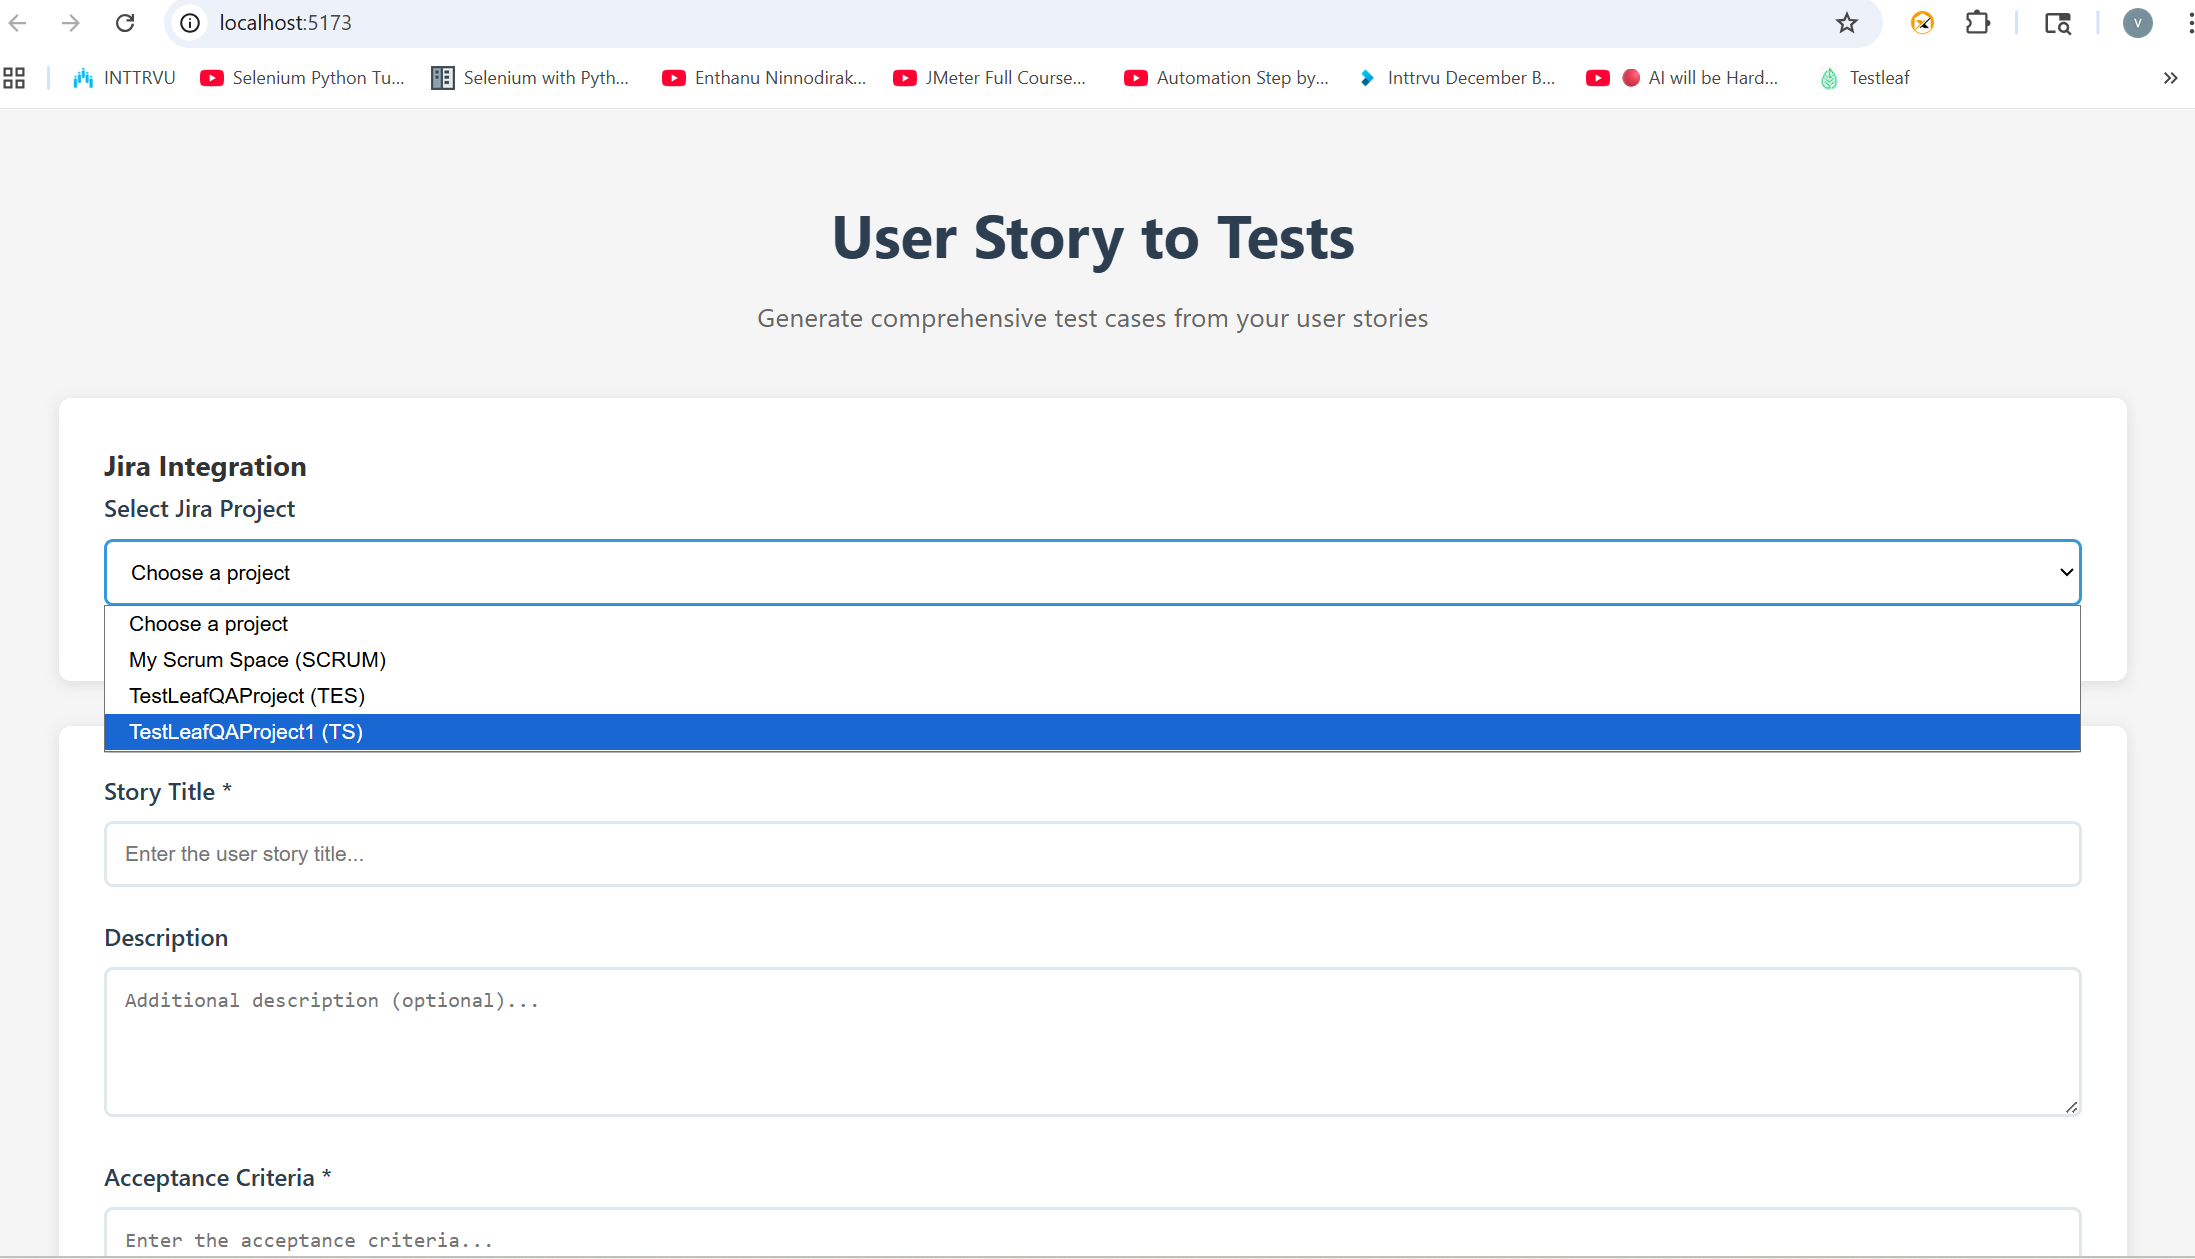 localhost:5173
V
INTTRVU
Selenium Python Tu...
Selenium with Pyth...
Enthanu Ninnodirak...
JMeter Full Course...
Automation Step by...
Inttrvu December B...
AI will be Hard...
Testleaf
User Story to Tests
Generate comprehensive test cases from your user stories
Jira Integration
Select Jira Project
Choose a project
Choose a project
My Scrum Space (SCRUM)
TestLeafQAProject (TES)
TestLeafQAProject1 (TS)
Story Title *
Enter the user story title...
Description
Additional description (optional)...
Acceptance Criteria *
Enter the acceptance criteria...